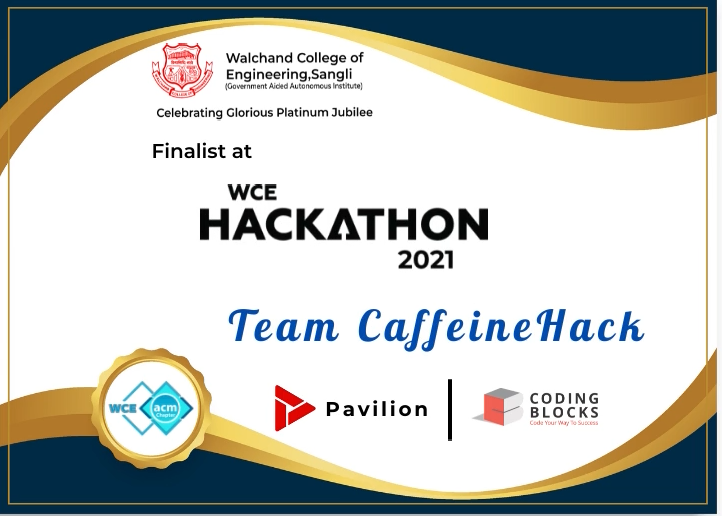 Walchand College of
Engineering,Sangli
(Government Aided Autonomous Institute)
Celebrating Glorious Platinum Jubilee
Finalist at
WCE
HACKATHON
2021
Team CaffeineHack
WCE acm
Chapter
Pavilion
CODING
BLOCKS
Code Your Way To Success